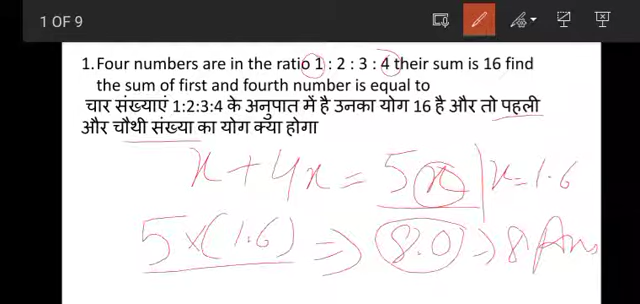 1 OF 9
1. Four numbers are in the ratio 1 : 2 : 3 : 4 their sum is 16 find
the sum of first and fourth number is equal to
चार संख्याएं 1:2:3:4 के अनुपात में है उनका योग 16 है और तो पहली
और चौथी संख्या का योग क्या होगा
x + 4x = 5x | x = 1.6
5 × (1.6) ⇒ 8.0 ⇒ 8 Ans